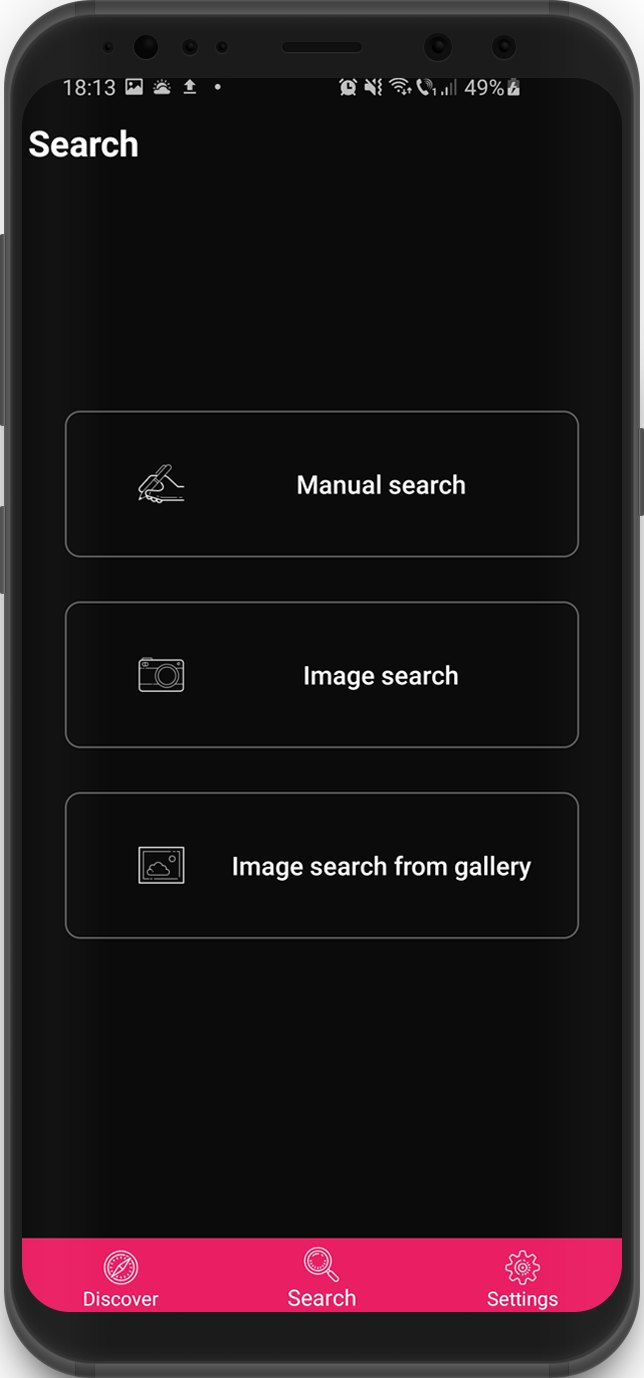 18:13 49%
Search
Manual search
Image search
Image search from gallery
Discover Search Settings